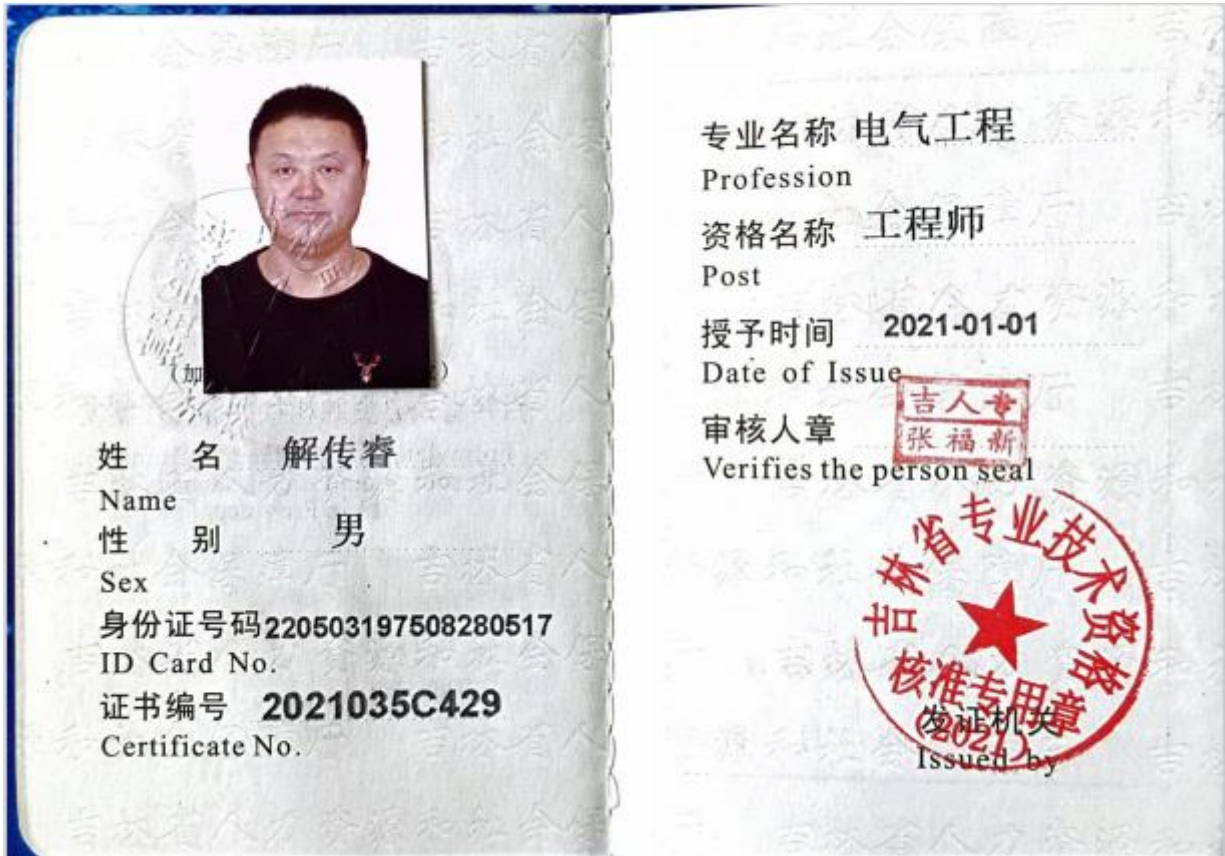 姓 名 解传睿
Name
性 别 男
Sex
身份证号码220503197508280517
ID Card No.
证书编号 2021035C429
Certificate No.
专业名称 电气工程
Profession
资格名称 工程师
Post
授予时间 2021-01-01
Date of Issue
审核人章
吉人专
张福新
Verifies the person seal
吉林省专业技术资格
核准专用章
(2021)
发证机关
Issued by